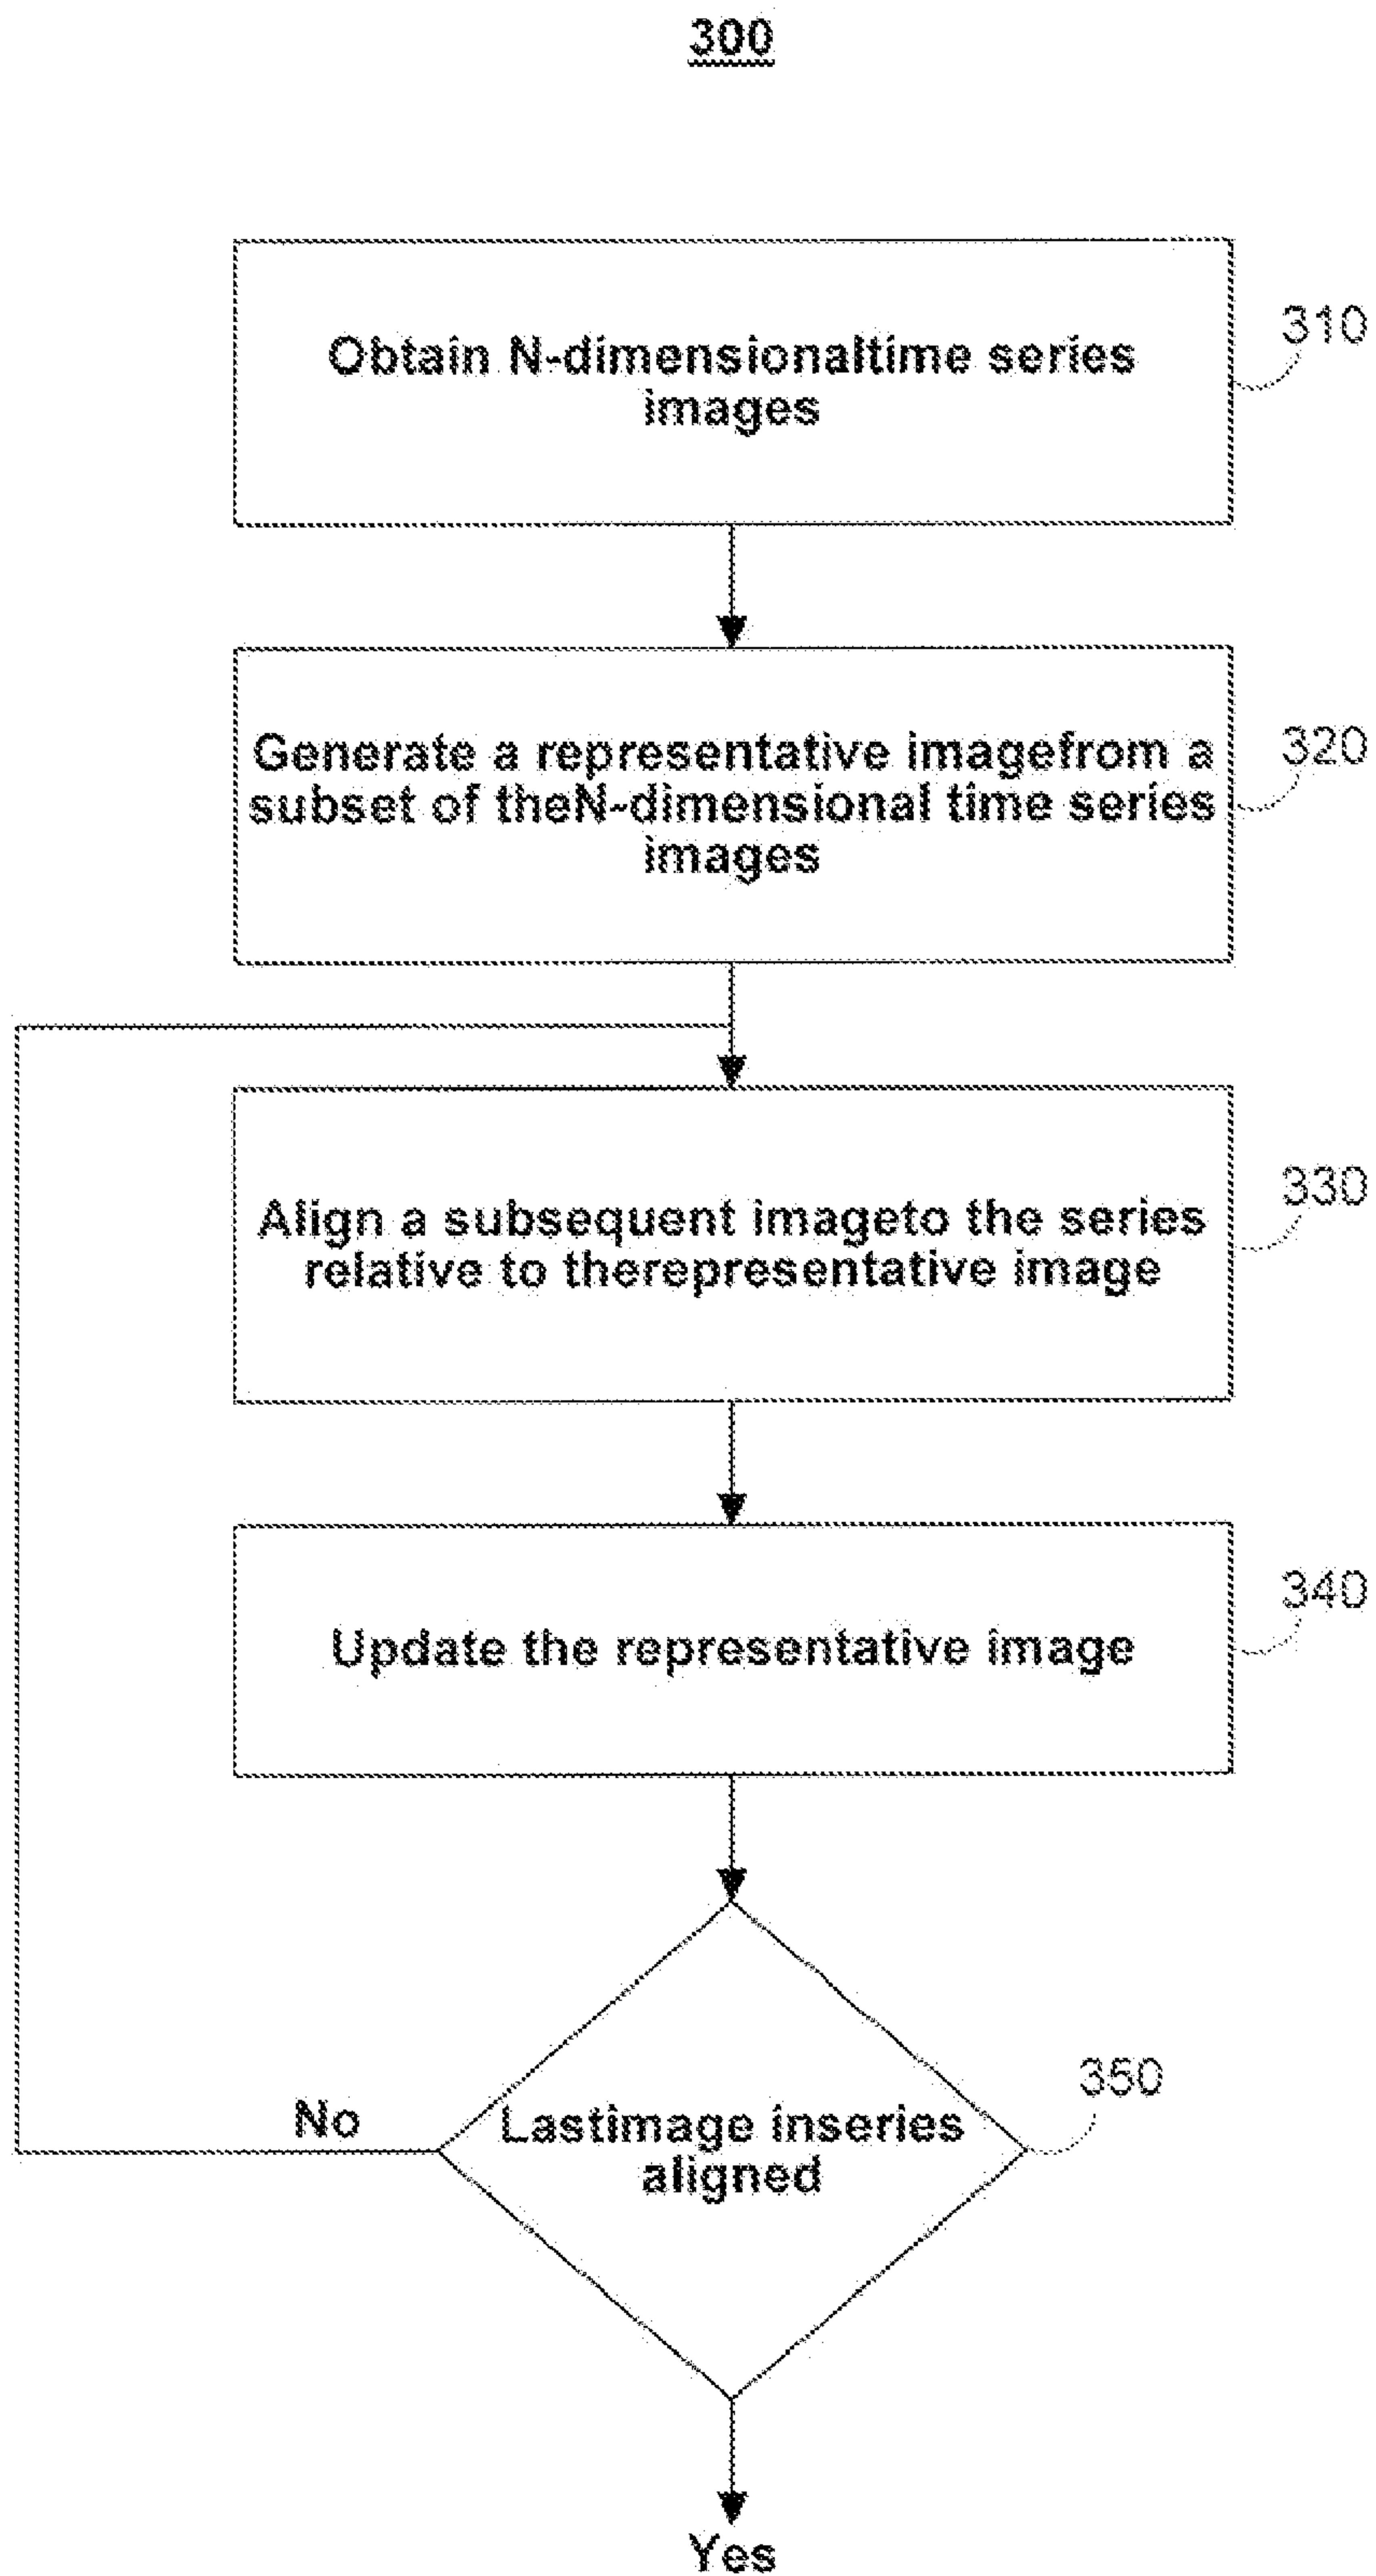 300
Obtain N-dimensionaltime series
images
310
Generate a representative imagefrom a
subset of theN-dimensional time series
images
320
Align a subsequent imageto the series
relative to therepresentative image
330
Update the representative image
340
Lastimage inseries
aligned
350
No
Yes